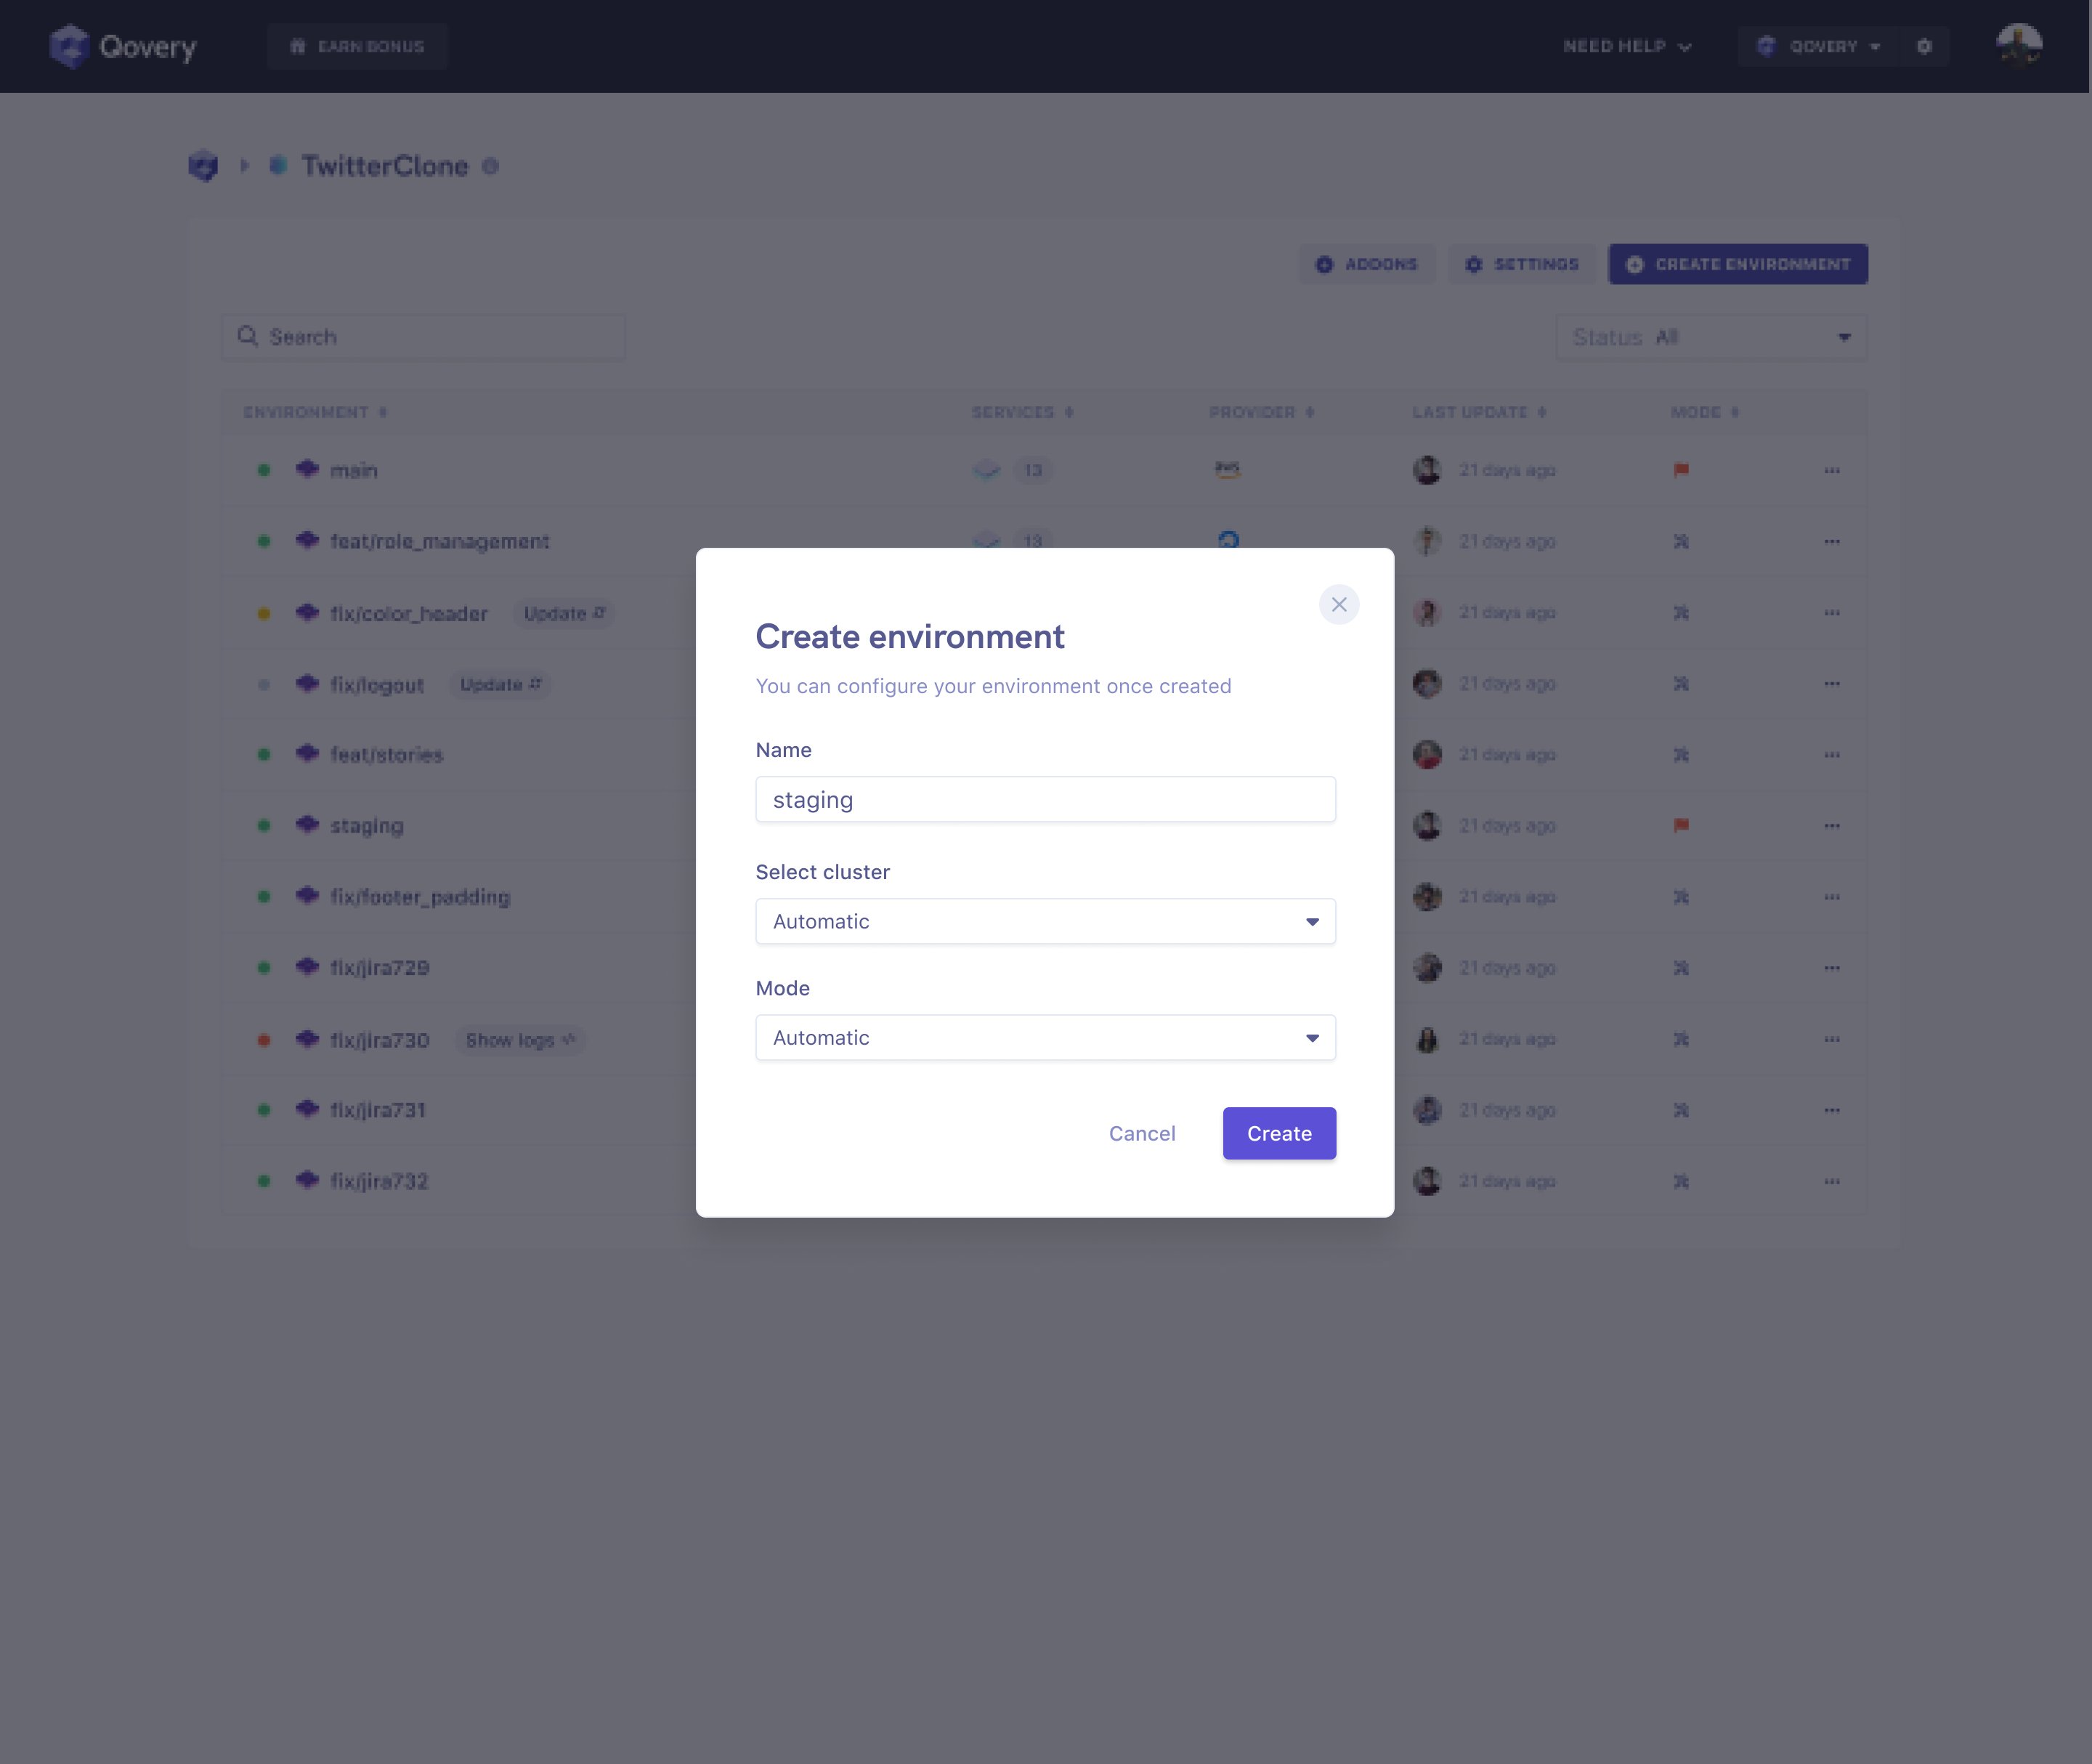 Qovery EARN BONUS NEED HELP QOVERY
TwitterClone
ADDONS SETTINGS CREATE ENVIRONMENT
Search Status All
ENVIRONMENT SERVICES PROVIDER LAST UPDATE MODE
main 13 aws 21 days ago
feat/role_management 13 21 days ago
fix/color_header Update 21 days ago
fix/logout Update 21 days ago
feat/stories 21 days ago
staging 21 days ago
fix/footer_padding 21 days ago
fix/jira729 21 days ago
fix/jira730 Show logs 21 days ago
fix/jira731 21 days ago
fix/jira732 21 days ago
Create environment
You can configure your environment once created
Name
staging
Select cluster
Automatic
Mode
Automatic
Cancel Create